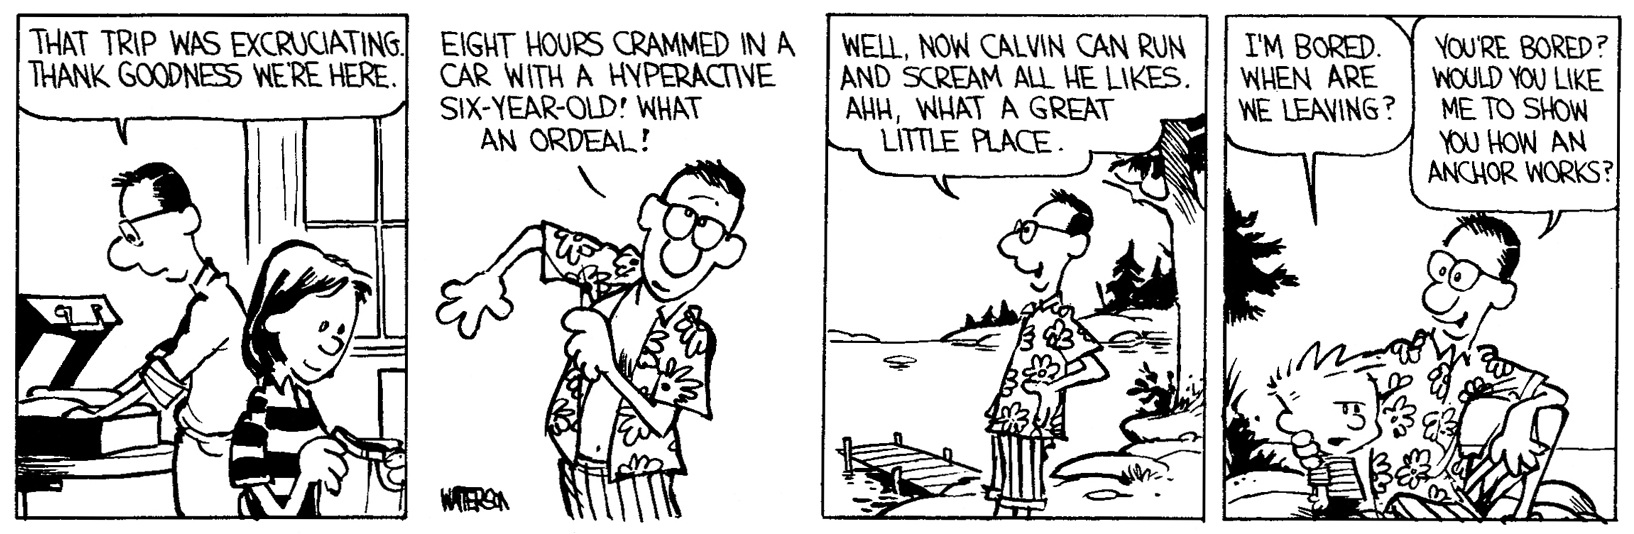 THAT TRIP WAS EXCRUCIATING.
THANK GOODNESS WE'RE HERE.
EIGHT HOURS CRAMMED IN A
CAR WITH A HYPERACTIVE
SIX-YEAR-OLD! WHAT
AN ORDEAL!
WATTERSON
WELL, NOW CALVIN CAN RUN
AND SCREAM ALL HE LIKES.
AHH, WHAT A GREAT
LITTLE PLACE.
I'M BORED.
WHEN ARE
WE LEAVING?
YOU'RE BORED?
WOULD YOU LIKE
ME TO SHOW
YOU HOW AN
ANCHOR WORKS?